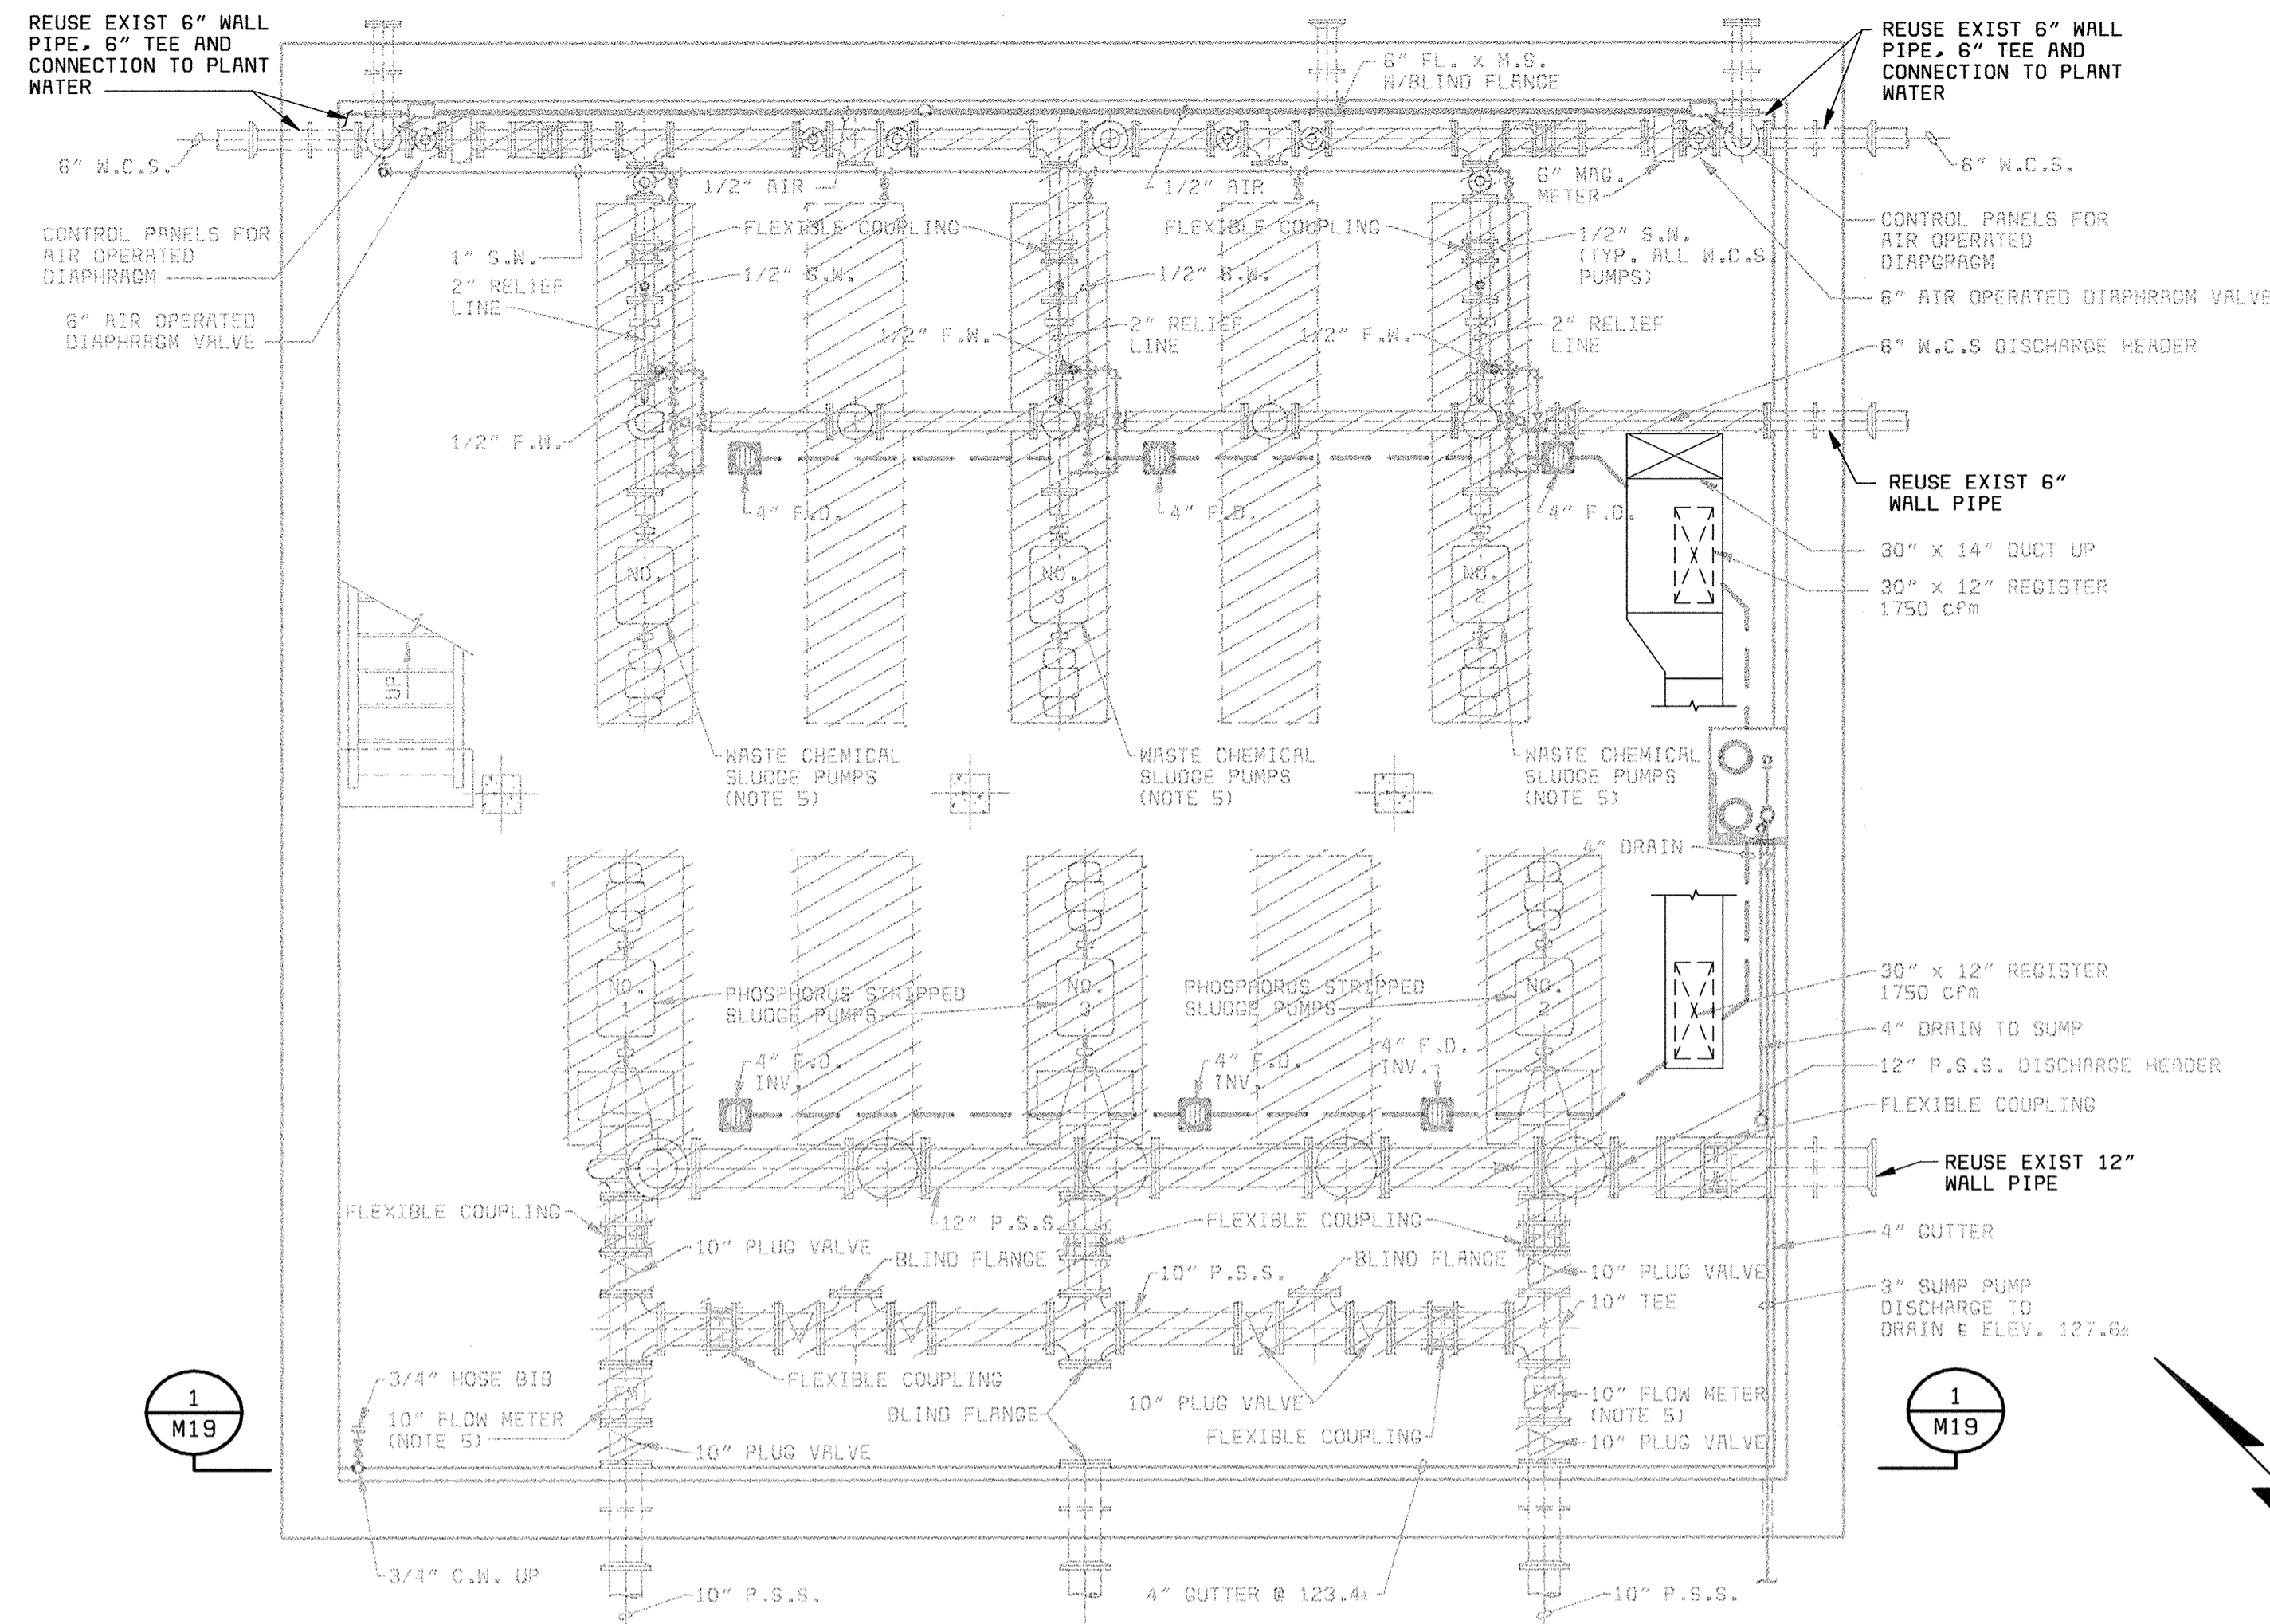 REUSE EXIST 6" WALL
PIPE, 6" TEE AND
CONNECTION TO PLANT
WATER
6" FL. x M.S.
W/BLIND FLANGE
REUSE EXIST 6" WALL
PIPE, 6" TEE AND
CONNECTION TO PLANT
WATER
6" W.C.S.
1/2" AIR
1/2" AIR
6" MAG.
METER
6" W.C.S.
CONTROL PANELS FOR
AIR OPERATED
DIAPHRAGM
1" S.W.
FLEXIBLE COUPLING
FLEXIBLE COUPLING
1/2" S.W.
(TYP. ALL W.C.S.
PUMPS)
CONTROL PANELS FOR
AIR OPERATED
DIAPGRAGM
2" RELIEF
LINE
1/2" S.W.
1/2" S.W.
6" AIR OPERATED DIAPHRAGM VALVE
6" AIR OPERATED
DIAPHRAGM VALVE
1/2" F.W.
2" RELIEF
LINE
1/2" F.W.
2" RELIEF
LINE
6" W.C.S DISCHARGE HEADER
1/2" F.W.
4" F.D.
4" F.D.
4" F.D.
REUSE EXIST 6"
WALL PIPE
NO.
1
NO.
3
NO.
2
30" x 14" DUCT UP
30" x 12" REGISTER
1750 cfm
UP
WASTE CHEMICAL
SLUDGE PUMPS
(NOTE 5)
WASTE CHEMICAL
SLUDGE PUMPS
(NOTE 5)
WASTE CHEMICAL
SLUDGE PUMPS
(NOTE 5)
4" DRAIN
NO.
1
PHOSPHORUS STRIPPED
SLUDGE PUMPS
NO.
3
PHOSPHORUS STRIPPED
SLUDGE PUMPS
NO.
2
30" x 12" REGISTER
1750 cfm
4" DRAIN TO SUMP
4" F.D.
INV.
4" F.D.
INV.
4" F.D.
INV.
12" P.S.S. DISCHARGE HEADER
FLEXIBLE COUPLING
REUSE EXIST 12"
WALL PIPE
FLEXIBLE COUPLING
12" P.S.S.
FLEXIBLE COUPLING
4" GUTTER
10" PLUG VALVE
BLIND FLANGE
10" P.S.S.
BLIND FLANGE
10" PLUG VALVE
10" TEE
3" SUMP PUMP
DISCHARGE TO
DRAIN ℄ ELEV. 127.6±
1
M19
3/4" HOSE BIB
10" FLOW METER
(NOTE 5)
FM
FLEXIBLE COUPLING
BLIND FLANGE
10" PLUG VALVE
10" PLUG VALVE
FLEXIBLE COUPLING
FM
10" FLOW METER
(NOTE 5)
10" PLUG VALVE
1
M19
3/4" C.W. UP
10" P.S.S.
4" GUTTER @ 123.4±
10" P.S.S.